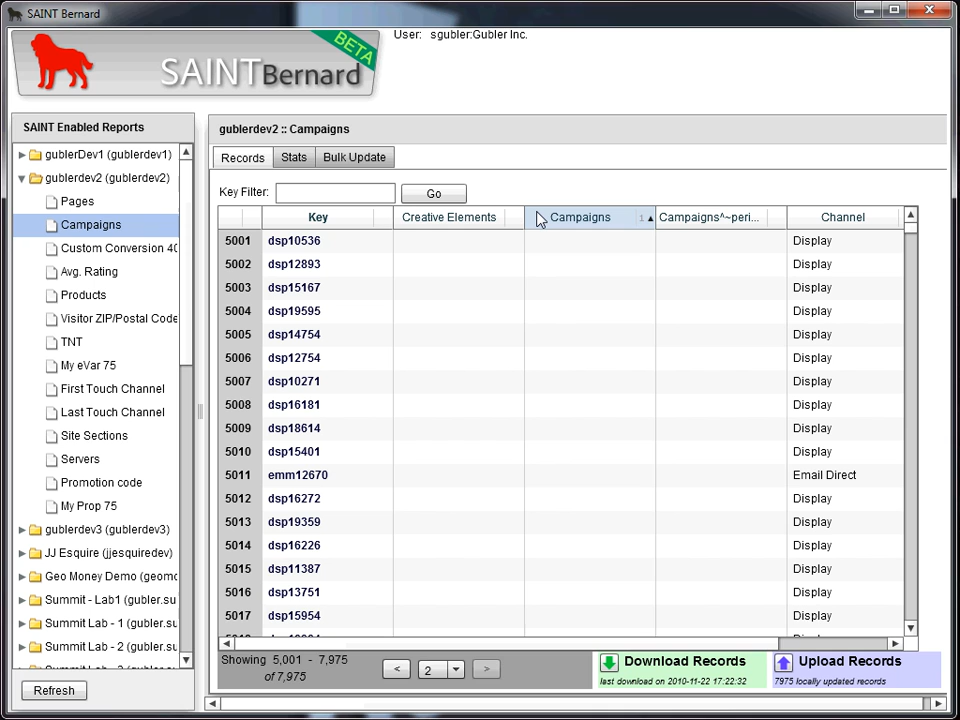 SAINT Bernard
User: sgubler:Gubler Inc.
BETA
SAINTBernard
SAINT Enabled Reports
gublerDev1 (gublerdev1)
gublerdev2 (gublerdev2)
Pages
Campaigns
Custom Conversion 40
Avg. Rating
Products
Visitor ZIP/Postal Code
TNT
My eVar 75
First Touch Channel
Last Touch Channel
Site Sections
Servers
Promotion code
My Prop 75
gublerdev3 (gublerdev3)
JJ Esquire (jjesquiredev)
Geo Money Demo (geomo
Summit - Lab1 (gubler.su
Summit Lab - 1 (gubler.su
Summit Lab - 2 (gubler.su
Refresh
gublerdev2 :: Campaigns
Records Stats Bulk Update
Key Filter: Go
Key Creative Elements Campaigns 1 Campaigns^~peri... Channel
5001 dsp10536 Display
5002 dsp12893 Display
5003 dsp15167 Display
5004 dsp19595 Display
5005 dsp14754 Display
5006 dsp12754 Display
5007 dsp10271 Display
5008 dsp16181 Display
5009 dsp18614 Display
5010 dsp15401 Display
5011 emm12670 Email Direct
5012 dsp16272 Display
5013 dsp19359 Display
5014 dsp16226 Display
5015 dsp11387 Display
5016 dsp13751 Display
5017 dsp15954 Display
Showing 5,001 - 7,975
of 7,975
< 2 >
Download Records
last download on 2010-11-22 17:22:32
Upload Records
7975 locally updated records